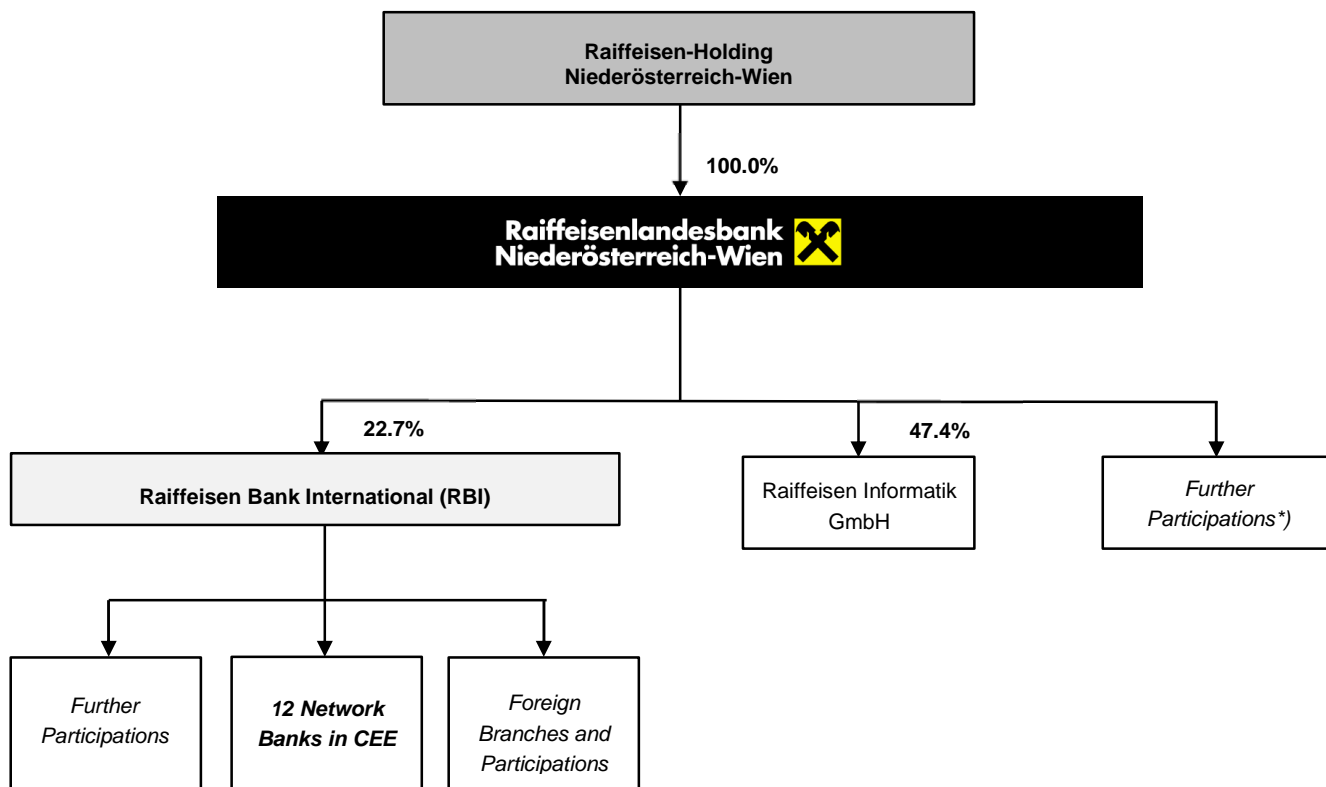 Raiffeisen-Holding
Niederösterreich-Wien
100.0%
Raiffeisenlandesbank
Niederösterreich-Wien
22.7%
47.4%
Raiffeisen Bank International (RBI)
Raiffeisen Informatik
GmbH
Further
Participations*)
Further
Participations
12 Network
Banks in CEE
Foreign
Branches and
Participations